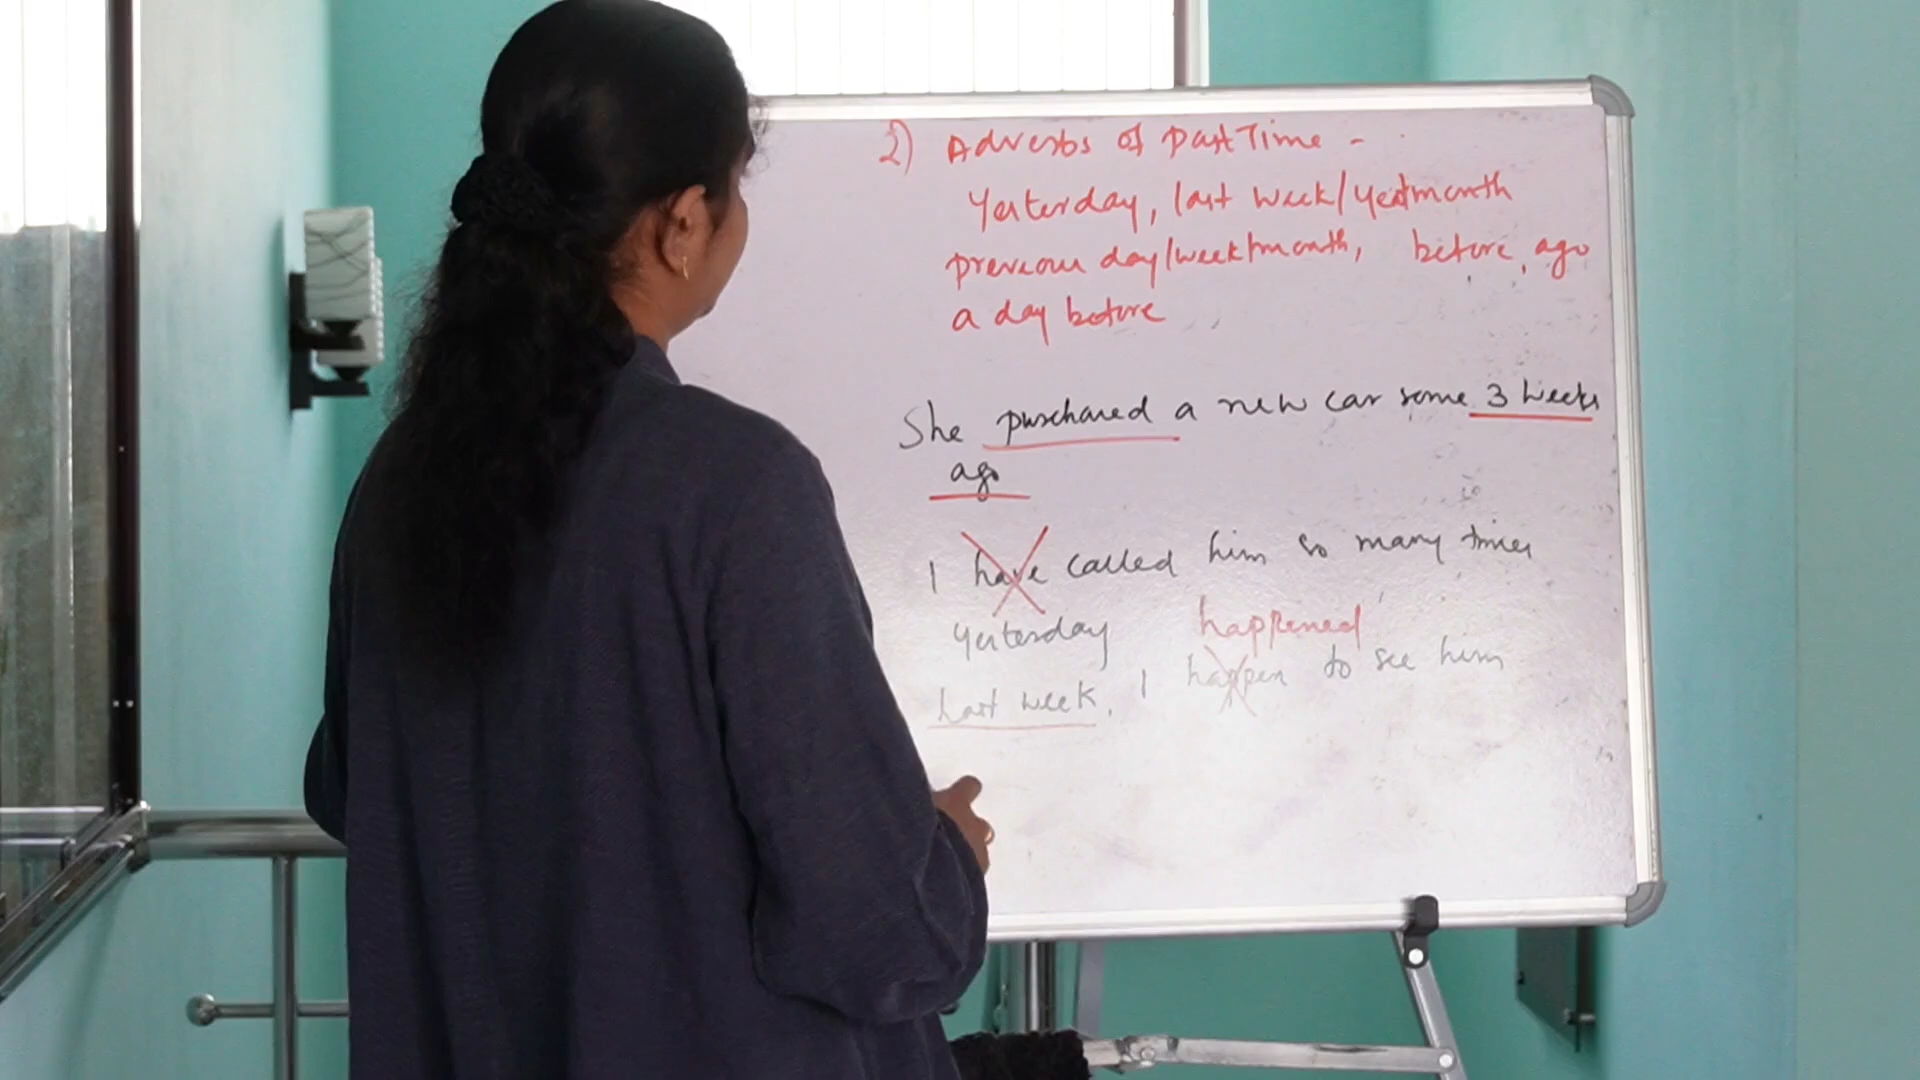 2) Adverbs of Past Time -
Yesterday, last week/year/month
previous day/week/month, before, ago
a day before
She purchased a new car some 3 weeks
ago
I have called him so many times
yesterday happened
last week, I happen to see him